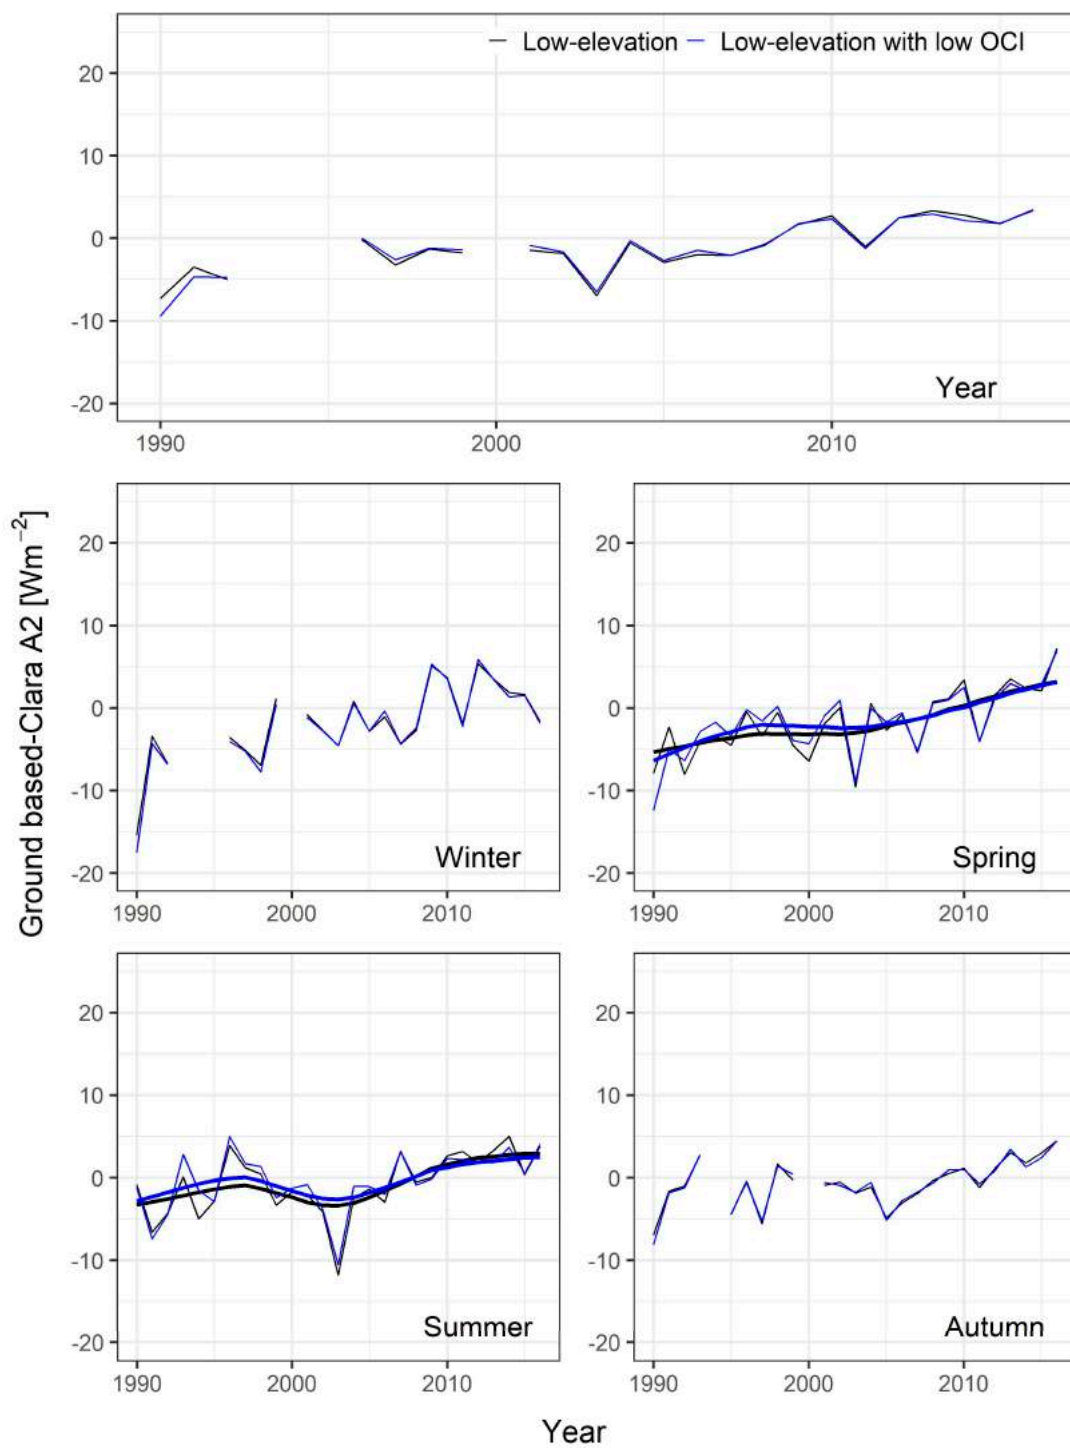 Low-elevation Low-elevation with low OCI
20
10
0
-10
-20
Year
1990 2000 2010
Ground based-Clara A2 [Wm⁻²]
20 20
10 10
0 0
-10 -10
-20 -20
Winter Spring
1990 2000 2010 1990 2000 2010
20 20
10 10
0 0
-10 -10
-20 -20
Summer Autumn
1990 2000 2010 1990 2000 2010
Year